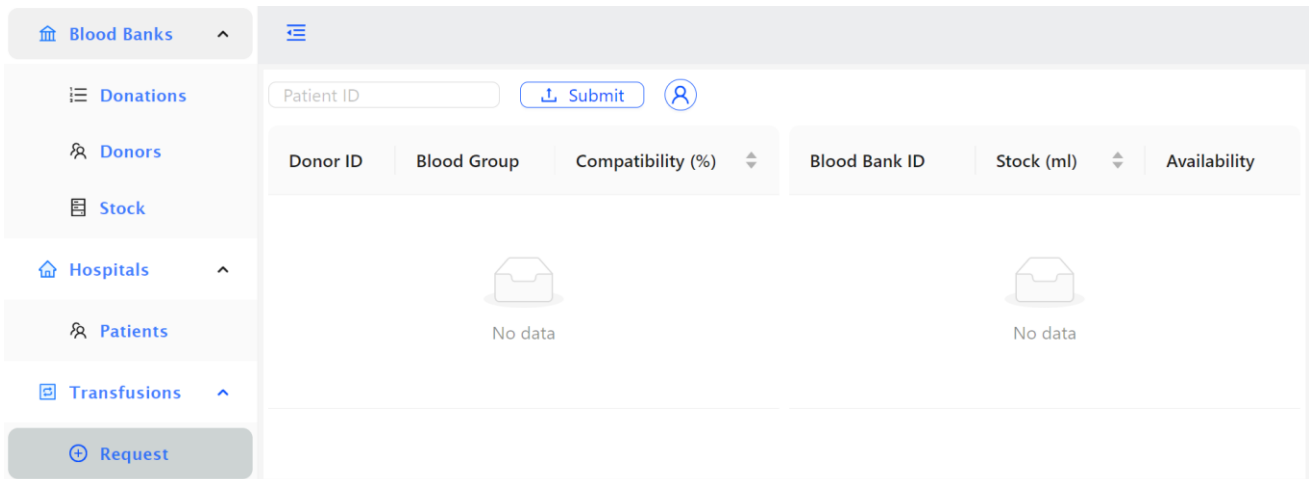 Blood Banks
Donations
Donors
Stock
Hospitals
Patients
Transfusions
Request
Patient ID
Submit
Donor ID Blood Group Compatibility (%)
No data
Blood Bank ID Stock (ml) Availability
No data